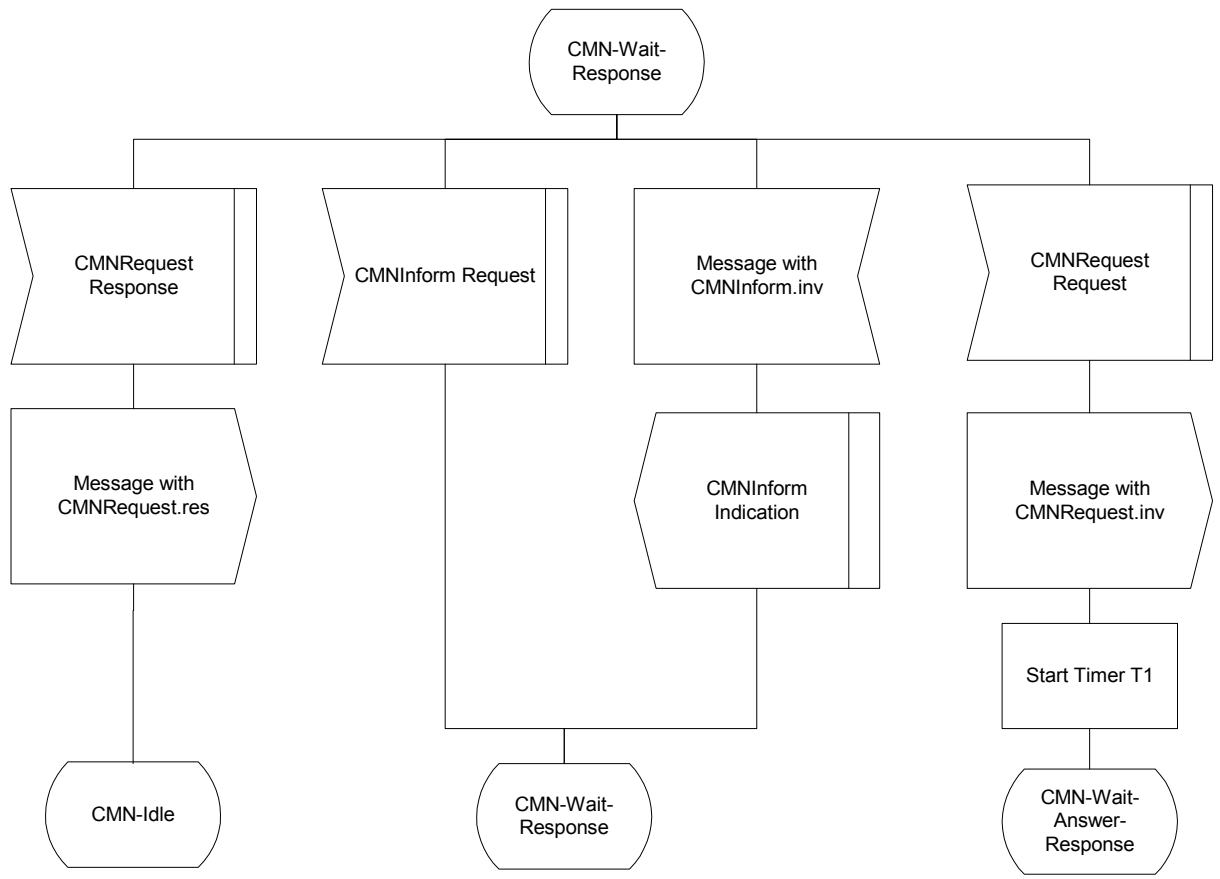 CMN-Wait-
Response
CMNRequest
Response
CMNInform Request
Message with
CMNInform.inv
CMNRequest
Request
Message with
CMNRequest.res
CMNInform
Indication
Message with
CMNRequest.inv
Start Timer T1
CMN-Idle
CMN-Wait-
Response
CMN-Wait-
Answer-
Response